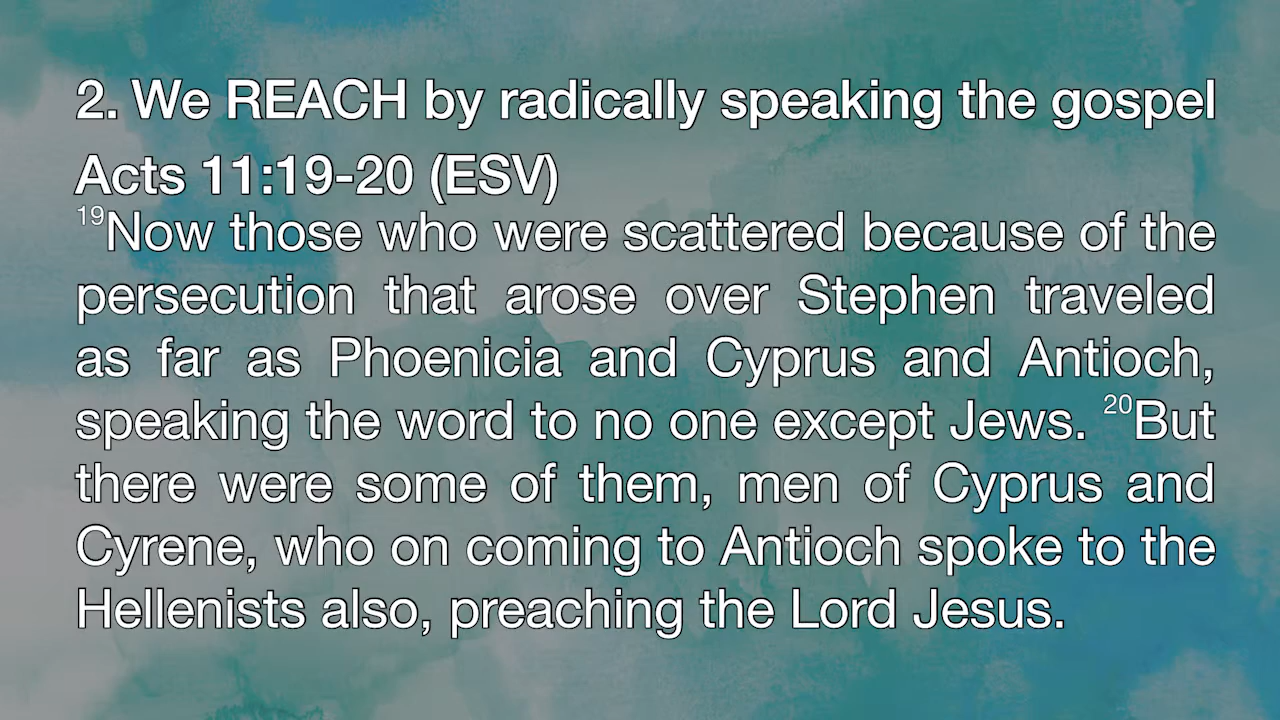 2. We REACH by radically speaking the gospel
Acts 11:19-20 (ESV)
19Now those who were scattered because of the
persecution that arose over Stephen traveled
as far as Phoenicia and Cyprus and Antioch,
speaking the word to no one except Jews. 20But
there were some of them, men of Cyprus and
Cyrene, who on coming to Antioch spoke to the
Hellenists also, preaching the Lord Jesus.